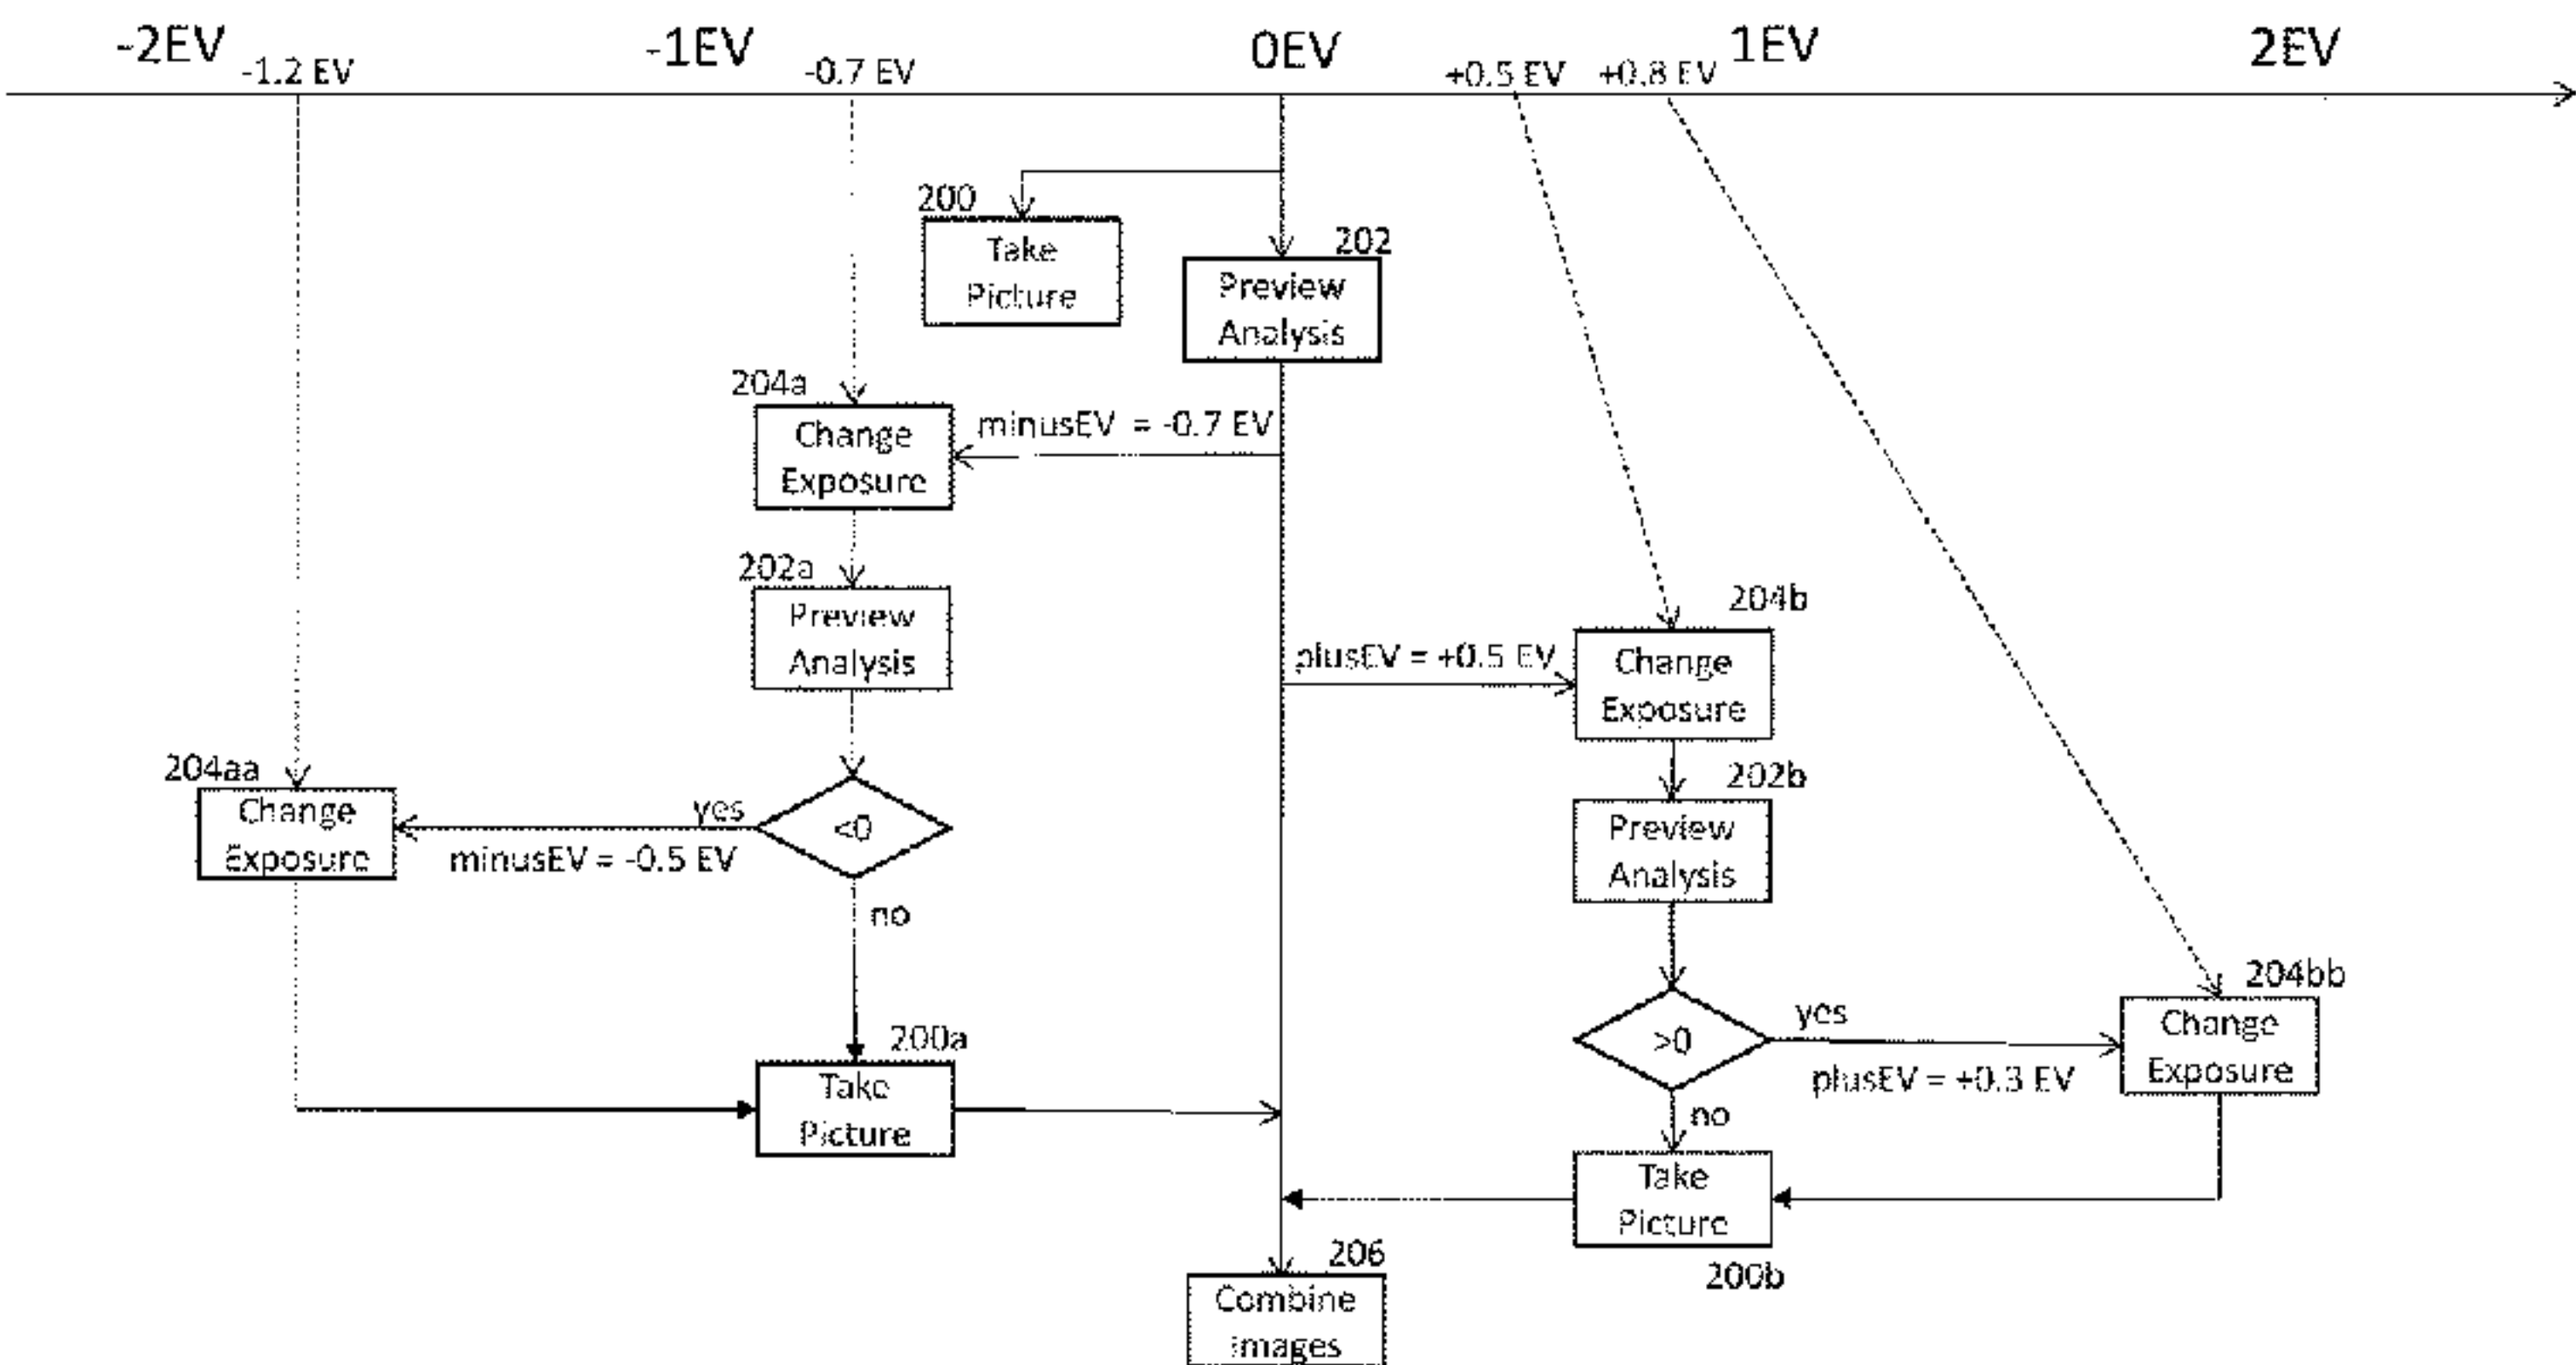 -2EV
-1.2 EV
-1EV
-0.7 EV
0EV
+0.5 EV
+0.8 EV
1EV
2EV
200
Take
Picture
202
Preview
Analysis
204a
Change
Exposure
minusEV = -0.7 EV
202a
Preview
Analysis
204b
Change
Exposure
plusEV = +0.5 EV
202b
Preview
Analysis
204aa
Change
Exposure
yes
minusEV = -0.5 EV
<0
no
204bb
Change
Exposure
>0
yes
plusEV = +0.3 EV
no
200a
Take
Picture
Take
Picture
200b
206
Combine
images